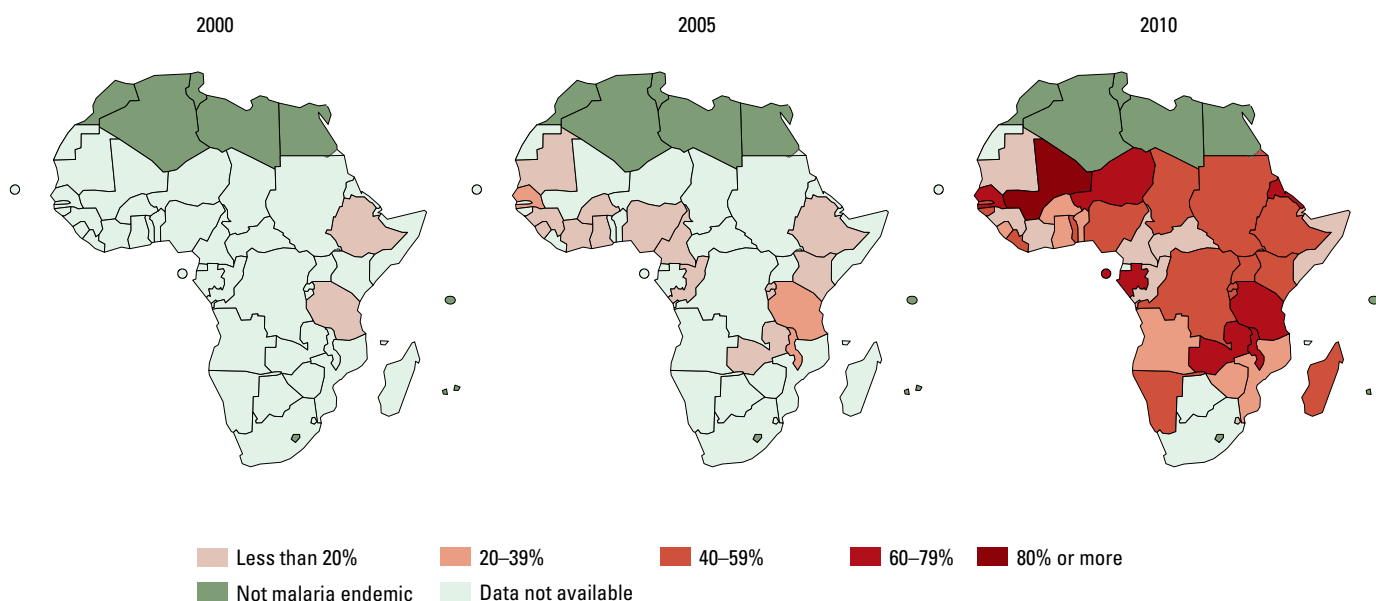 2000 2005 2010
Less than 20% 20–39% 40–59% 60–79% 80% or more
Not malaria endemic Data not available